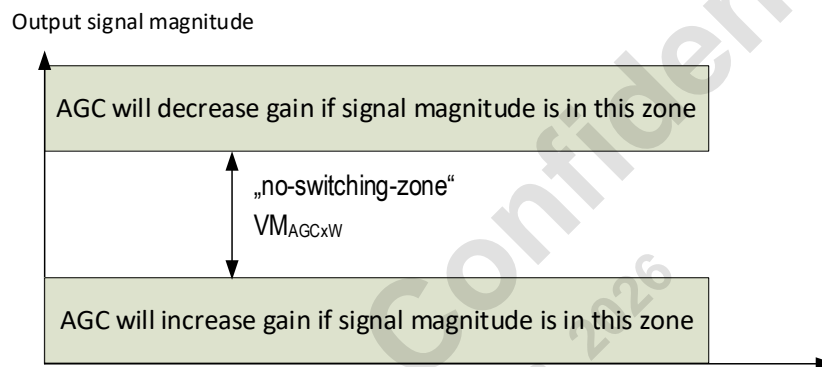 Output signal magnitude
AGC will decrease gain if signal magnitude is in this zone
„no-switching-zone“
VMAGCxW
AGC will increase gain if signal magnitude is in this zone
2026